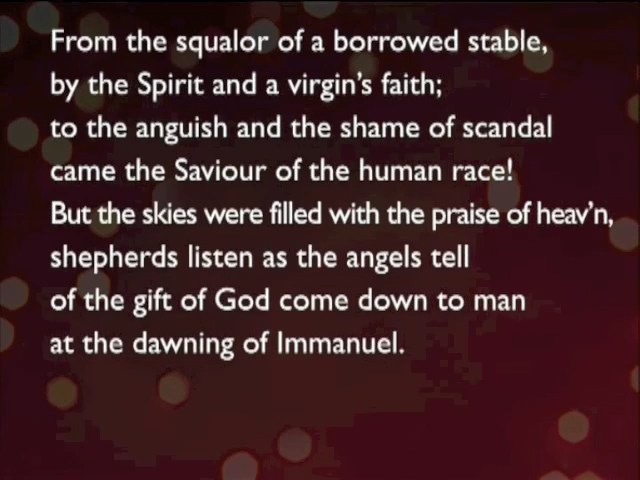 From the squalor of a borrowed stable,
by the Spirit and a virgin's faith;
to the anguish and the shame of scandal
came the Saviour of the human race!
But the skies were filled with the praise of heav'n,
shepherds listen as the angels tell
of the gift of God come down to man
at the dawning of Immanuel.